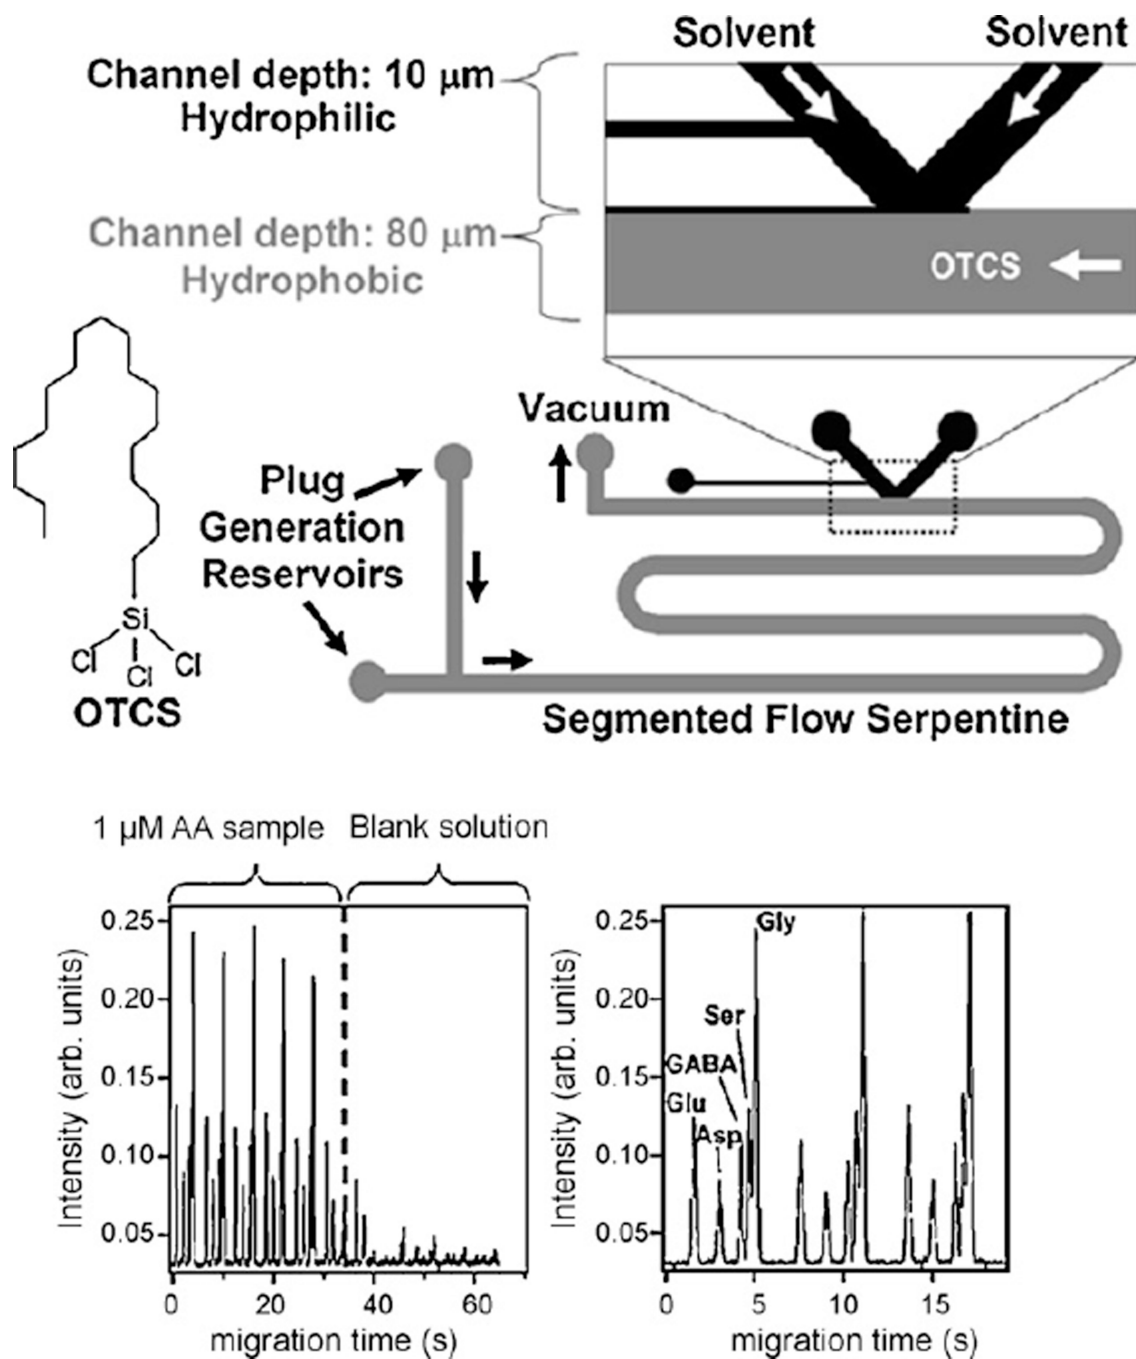 Solvent Solvent
Channel depth: 10 μm
Hydrophilic
Channel depth: 80 μm
Hydrophobic
OTCS
Vacuum
Plug
Generation
Reservoirs
Si
Cl Cl
Cl
OTCS
Segmented Flow Serpentine
1 μM AA sample Blank solution
Intensity (arb. units)
0.25
0.20
0.15
0.10
0.05
0 20 40 60
migration time (s)
Intensity (arb. units)
0.25
0.20
0.15
0.10
0.05
Gly
Ser
GABA
Glu
Asp
0 5 10 15
migration time (s)